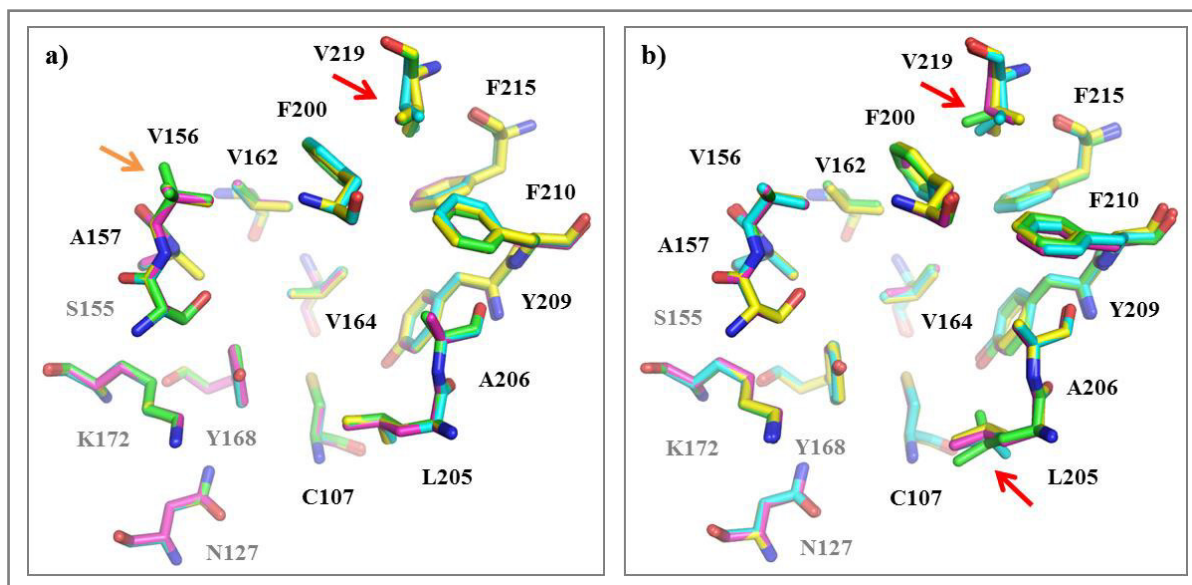 a)
V219
F215
F200
V156
V162
F210
A157
S155
Y209
V164
A206
K172
Y168
L205
C107
N127
b)
V219
F215
F200
V156
V162
F210
A157
S155
Y209
V164
A206
K172
Y168
L205
C107
N127